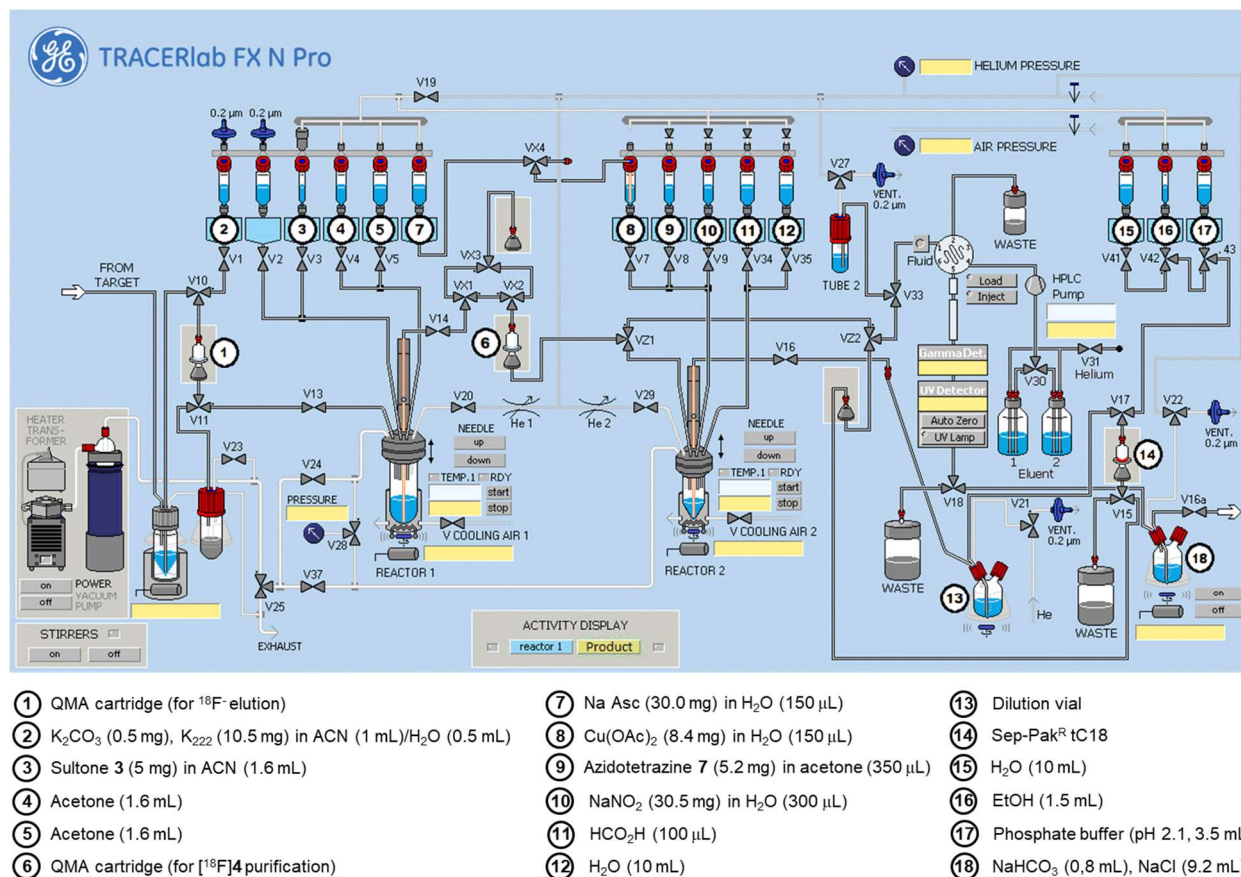 GE
TRACERlab FX N Pro
V19
HELIUM PRESSURE
AIR PRESSURE
0.2 µm
0.2 µm
VX4
V27
VENT.
0.2 µm
TUBE 2
WASTE
2
3
4
5
7
8
9
10
11
12
15
16
17
V1
V2
V3
V4
V5
V7
V8
V9
V34
V35
V41
V42
.43
FROM
TARGET
V10
VX3
VX1
VX2
V14
6
VZ1
VZ2
V33
Fluid
1
2
3
4
5
6
Load
Inject
HPLC
Pump
V31
Helium
V30
Gamma Det.
UV Detector
Auto Zero
UV Lamp
1
2
Eluent
1
V11
V13
V16
V17
V22
VENT.
0.2 µm
14
HEATER
TRANS-
FORMER
V23
V24
V20
He 1
He 2
V29
NEEDLE
up
down
TEMP.1
RDY
start
stop
NEEDLE
up
down
TEMP.1
RDY
start
stop
PRESSURE
V28
V COOLING AIR 1
REACTOR 1
V COOLING AIR 2
REACTOR 2
V37
V25
EXHAUST
on
off
POWER
VACUUM
PUMP
STIRRERS
on
off
ACTIVITY DISPLAY
reactor 1
Product
WASTE
V18
V21
VENT.
0.2 µm
V15
V16a
13
He
WASTE
18
on
off
1 QMA cartridge (for ¹⁸F⁻ elution)
2 K₂CO₃ (0.5 mg), K₂₂₂ (10.5 mg) in ACN (1 mL)/H₂O (0.5 mL)
3 Sultone 3 (5 mg) in ACN (1.6 mL)
4 Acetone (1.6 mL)
5 Acetone (1.6 mL)
6 QMA cartridge (for [¹⁸F]4 purification)
7 Na Asc (30.0 mg) in H₂O (150 µL)
8 Cu(OAc)₂ (8.4 mg) in H₂O (150 µL)
9 Azidotetrazine 7 (5.2 mg) in acetone (350 µL)
10 NaNO₂ (30.5 mg) in H₂O (300 µL)
11 HCO₂H (100 µL)
12 H₂O (10 mL)
13 Dilution vial
14 Sep-Pakᴿ tC18
15 H₂O (10 mL)
16 EtOH (1.5 mL)
17 Phosphate buffer (pH 2.1, 3.5 mL
18 NaHCO₃ (0,8 mL), NaCl (9.2 mL